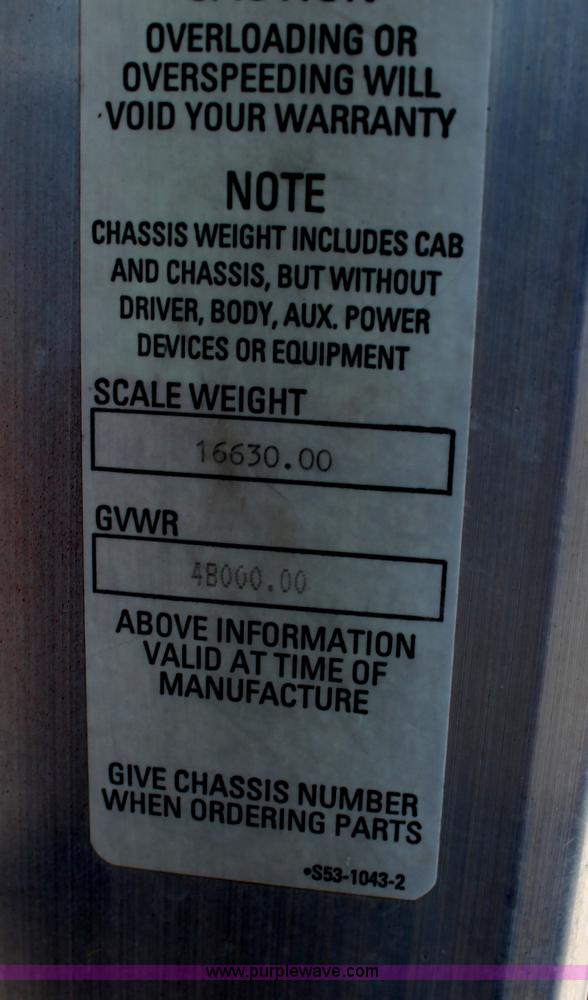 CAUTION
OVERLOADING OR
OVERSPEEDING WILL
VOID YOUR WARRANTY
NOTE
CHASSIS WEIGHT INCLUDES CAB
AND CHASSIS, BUT WITHOUT
DRIVER, BODY, AUX. POWER
DEVICES OR EQUIPMENT
SCALE WEIGHT
16630.00
GVWR
48000.00
ABOVE INFORMATION
VALID AT TIME OF
MANUFACTURE
GIVE CHASSIS NUMBER
WHEN ORDERING PARTS
•S53-1043-2
www.purplewave.com